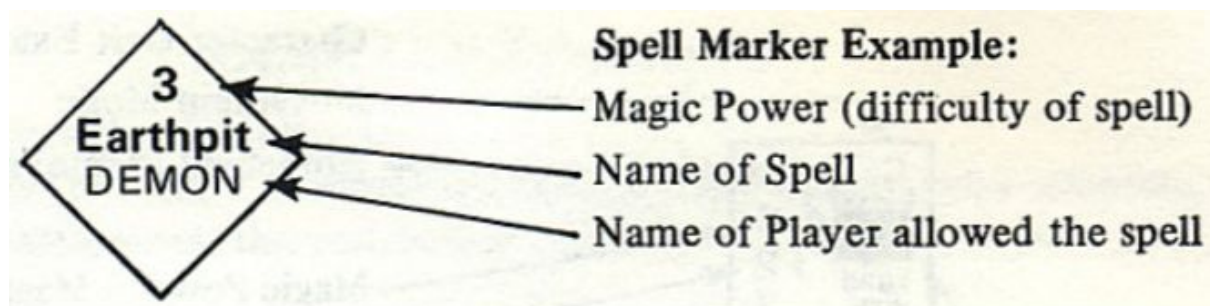 3
Earthpit
DEMON
Spell Marker Example:
Magic Power (difficulty of spell)
Name of Spell
Name of Player allowed the spell